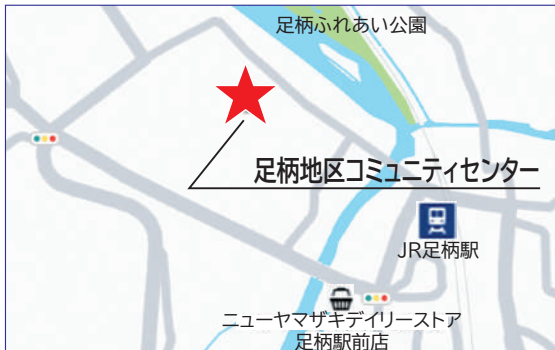 足柄ふれあい公園
足柄地区コミュニティセンター
JR足柄駅
ニューヤマザキデイリーストア
足柄駅前店